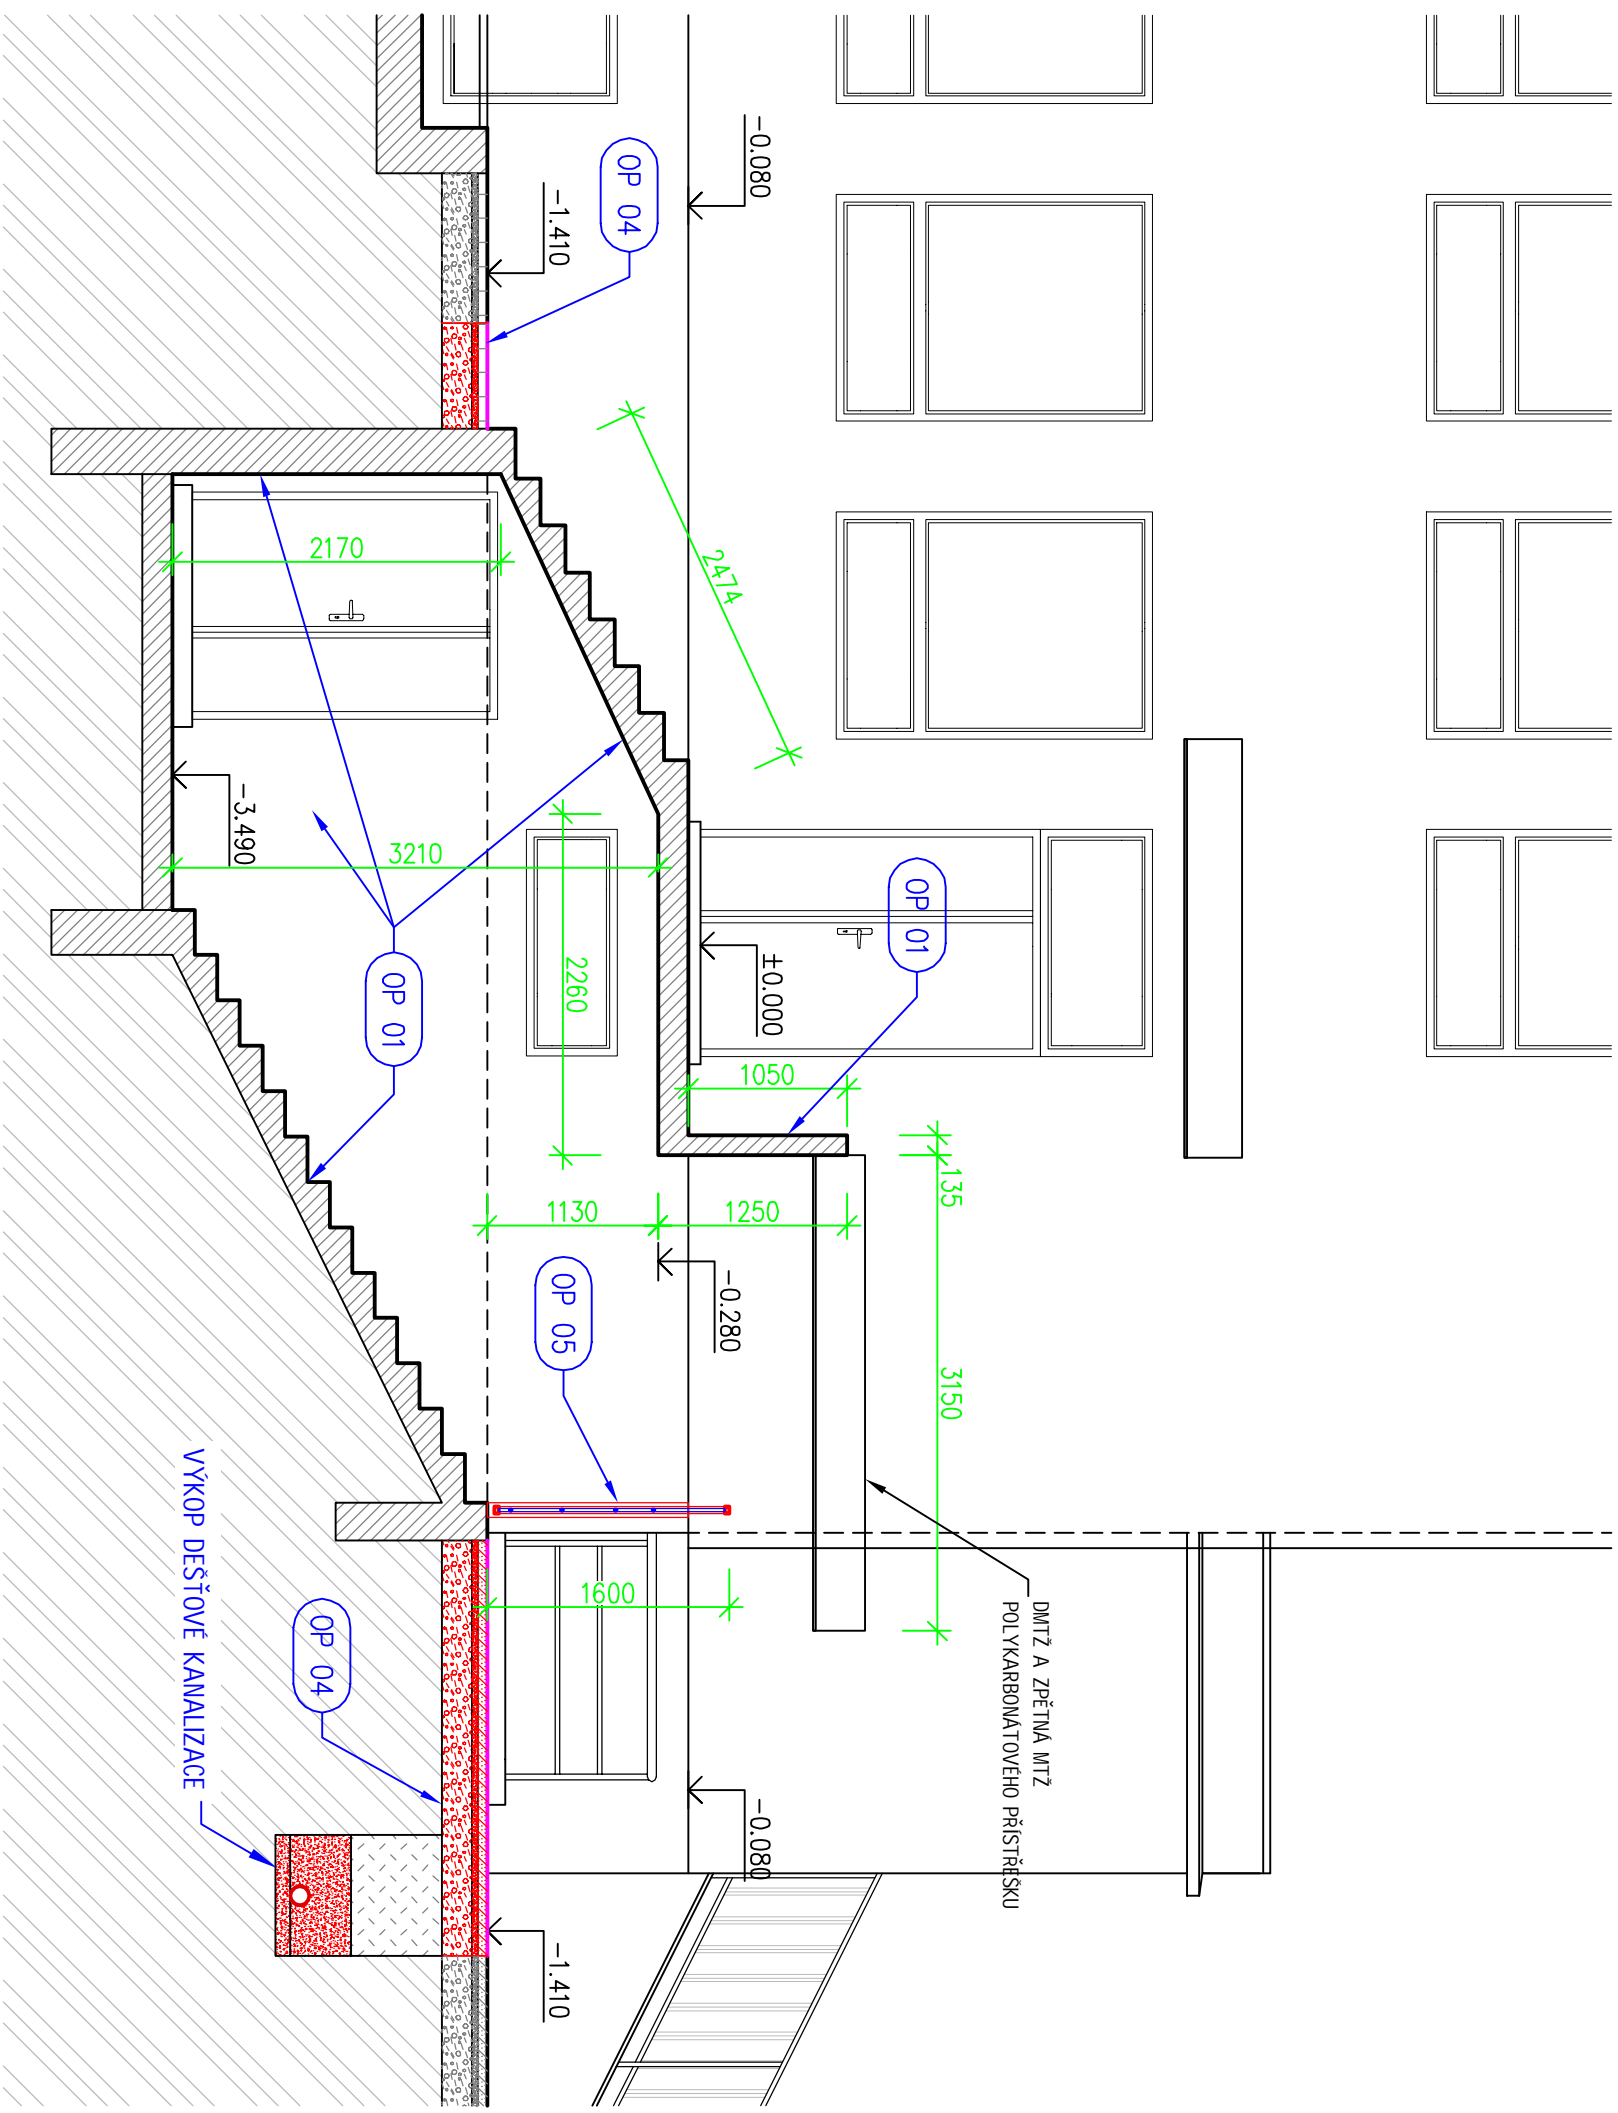 -0.080
OP 04
-1.410
2474
2170
-3.490
3210
2260
OP 01
±0.000
OP 01
1050
135
1130
1250
-0.280
OP 05
3150
1600
DMTŽ A ZPĚTNÁ MTŽ
POLYKARBONÁTOVÉHO PŘÍSTŘEŠKU
-0.080
OP 04
VÝKOP DEŠŤOVÉ KANALIZACE
-1.410